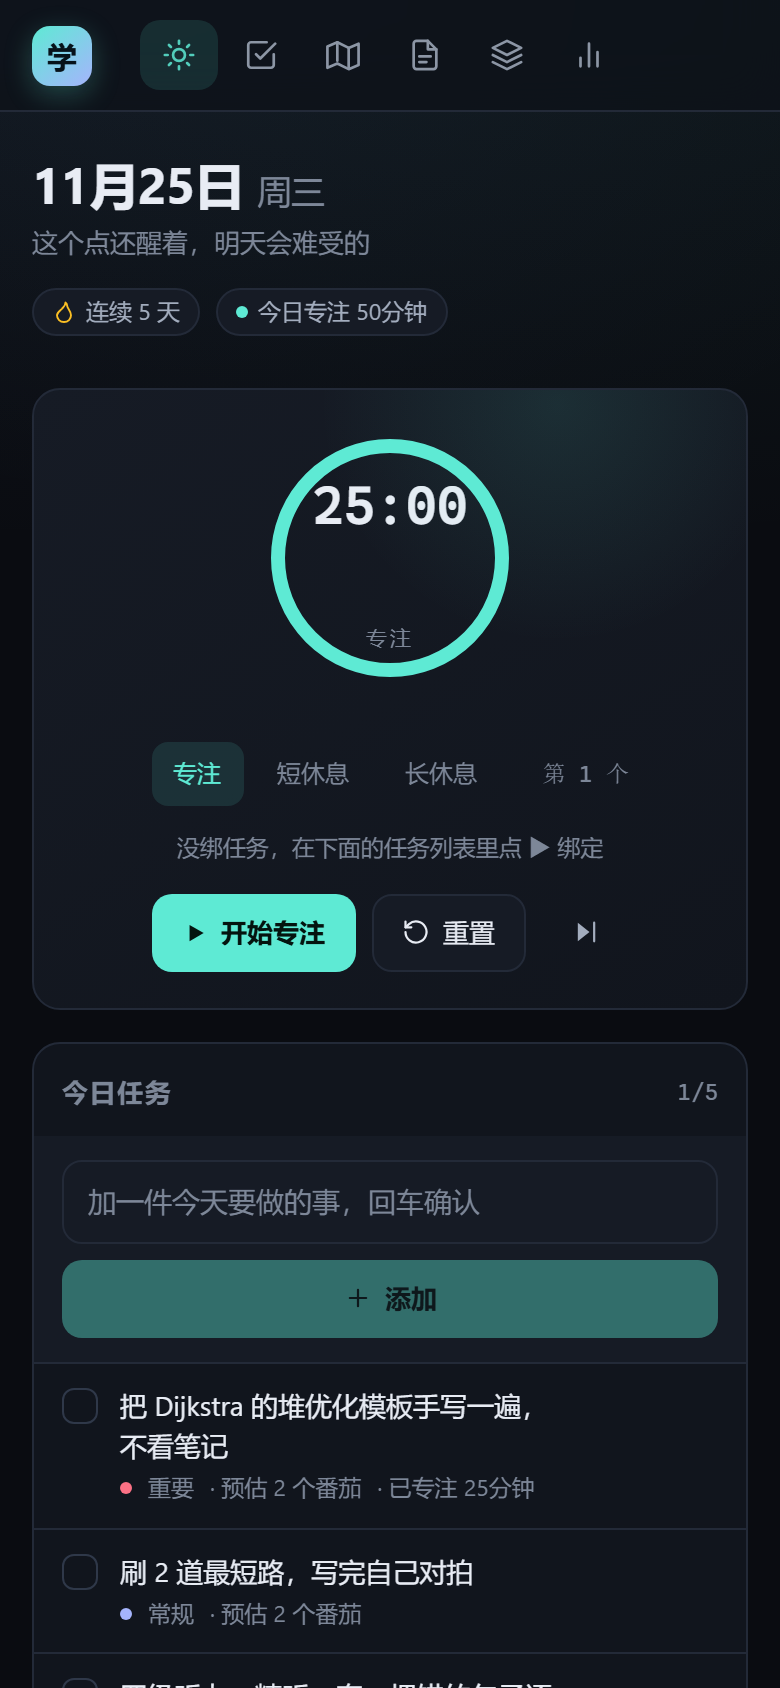 学
11月25日 周三
这个点还醒着，明天会难受的
连续 5 天
今日专注 50分钟
25:00
专注
专注 短休息 长休息 第 1 个
没绑任务，在下面的任务列表里点 ▶ 绑定
开始专注 重置
今日任务 1/5
加一件今天要做的事，回车确认
+ 添加
把 Dijkstra 的堆优化模板手写一遍，
不看笔记
重要 · 预估 2 个番茄 · 已专注 25分钟
刷 2 道最短路，写完自己对拍
常规 · 预估 2 个番茄